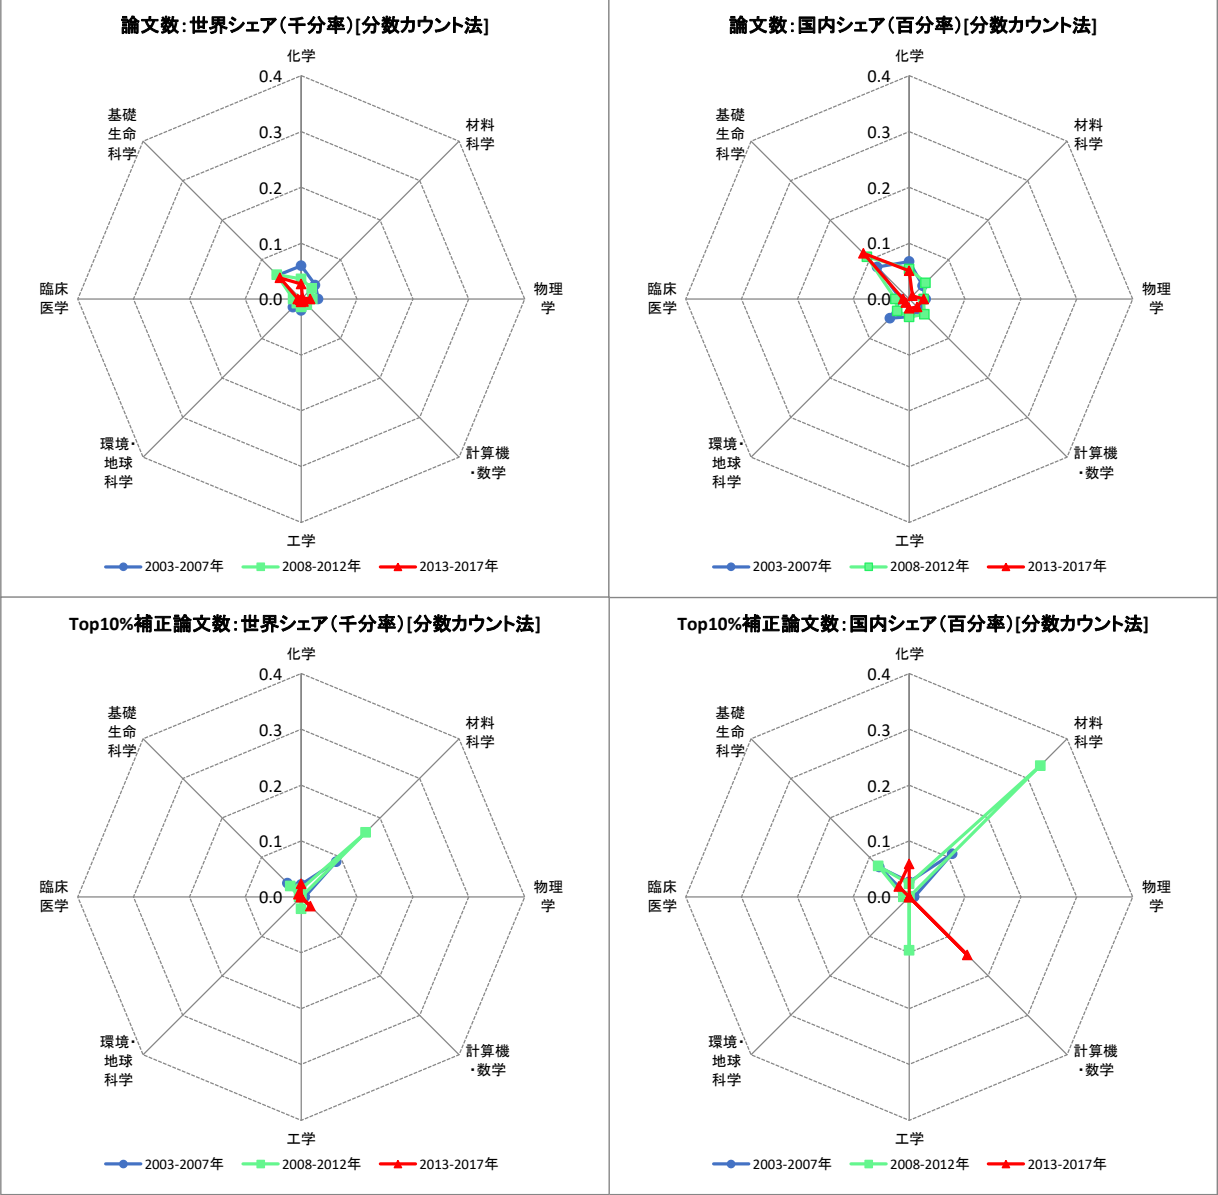 論文数：世界シェア（千分率）[分数カウント法]
化学
0.4
0.3
0.2
0.1
0.0
材料
科学
物理
学
計算機
・数学
工学
環境・
地球
科学
臨床
医学
基礎
生命
科学
2003-2007年
2008-2012年
2013-2017年
論文数：国内シェア（百分率）[分数カウント法]
化学
0.4
0.3
0.2
0.1
0.0
材料
科学
物理
学
計算機
・数学
工学
環境・
地球
科学
臨床
医学
基礎
生命
科学
2003-2007年
2008-2012年
2013-2017年
Top10%補正論文数：世界シェア（千分率）[分数カウント法]
化学
0.4
0.3
0.2
0.1
0.0
材料
科学
物理
学
計算機
・数学
工学
環境・
地球
科学
臨床
医学
基礎
生命
科学
2003-2007年
2008-2012年
2013-2017年
Top10%補正論文数：国内シェア（百分率）[分数カウント法]
化学
0.4
0.3
0.2
0.1
0.0
材料
科学
物理
学
計算機
・数学
工学
環境・
地球
科学
臨床
医学
基礎
生命
科学
2003-2007年
2008-2012年
2013-2017年